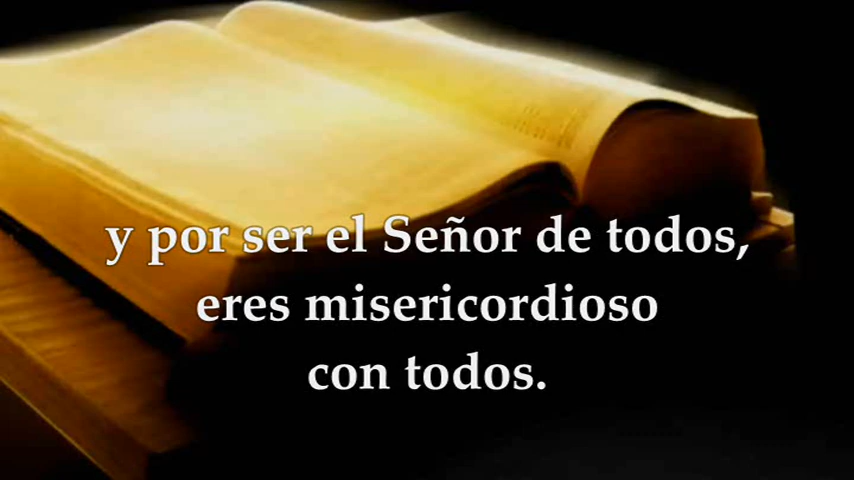 y por ser el Señor de todos,
eres misericordioso
con todos.